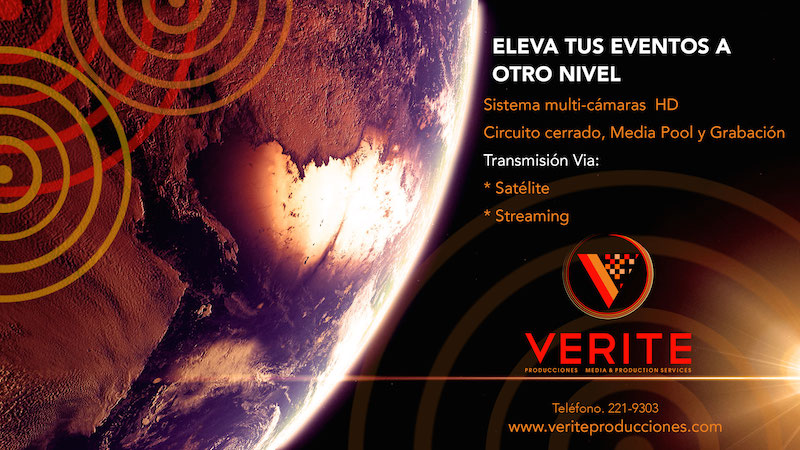 ELEVA TUS EVENTOS A
OTRO NIVEL
Sistema multi-cámaras HD
Circuito cerrado, Media Pool y Grabación
Transmisión Via:
* Satélite
* Streaming
VERITE
PRODUCCIONES MEDIA & PRODUCTION SERVICES
Teléfono. 221-9303
www.veriteproducciones.com